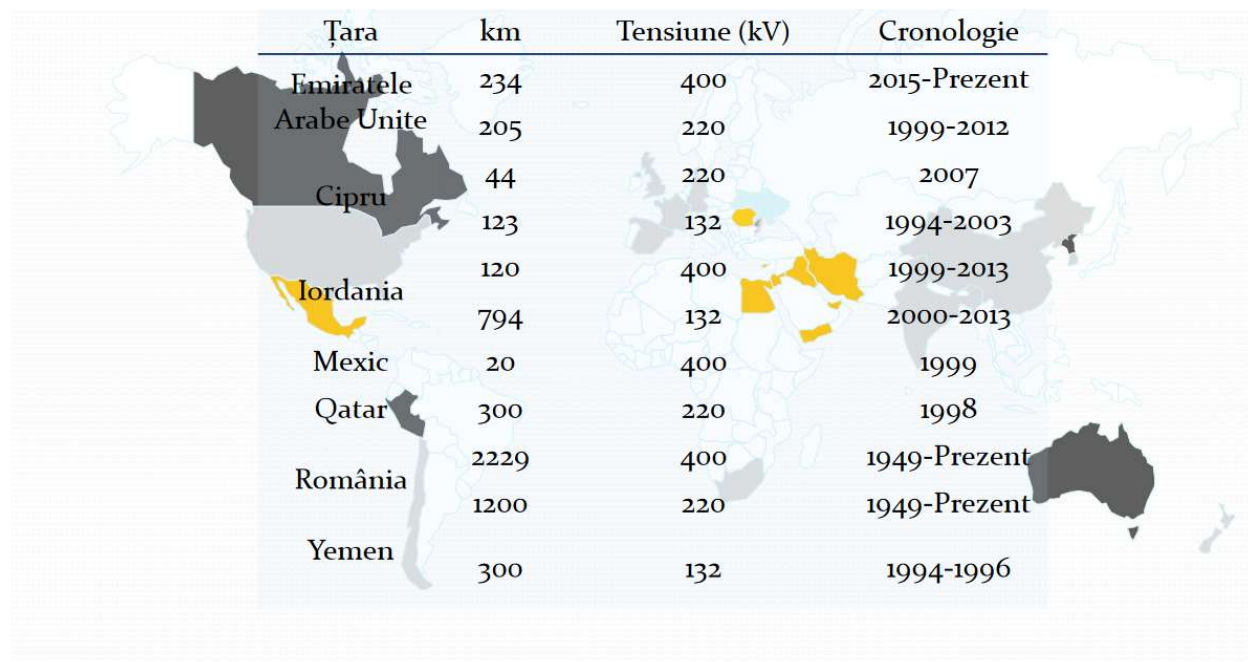 Țara km Tensiune (kV) Cronologie
Emiratele 234 400 2015-Prezent
Arabe Unite 205 220 1999-2012
44 220 2007
Cipru
123 132 1994-2003
120 400 1999-2013
Iordania
794 132 2000-2013
Mexic 20 400 1999
Qatar 300 220 1998
2229 400 1949-Prezent
România
1200 220 1949-Prezent
Yemen
300 132 1994-1996